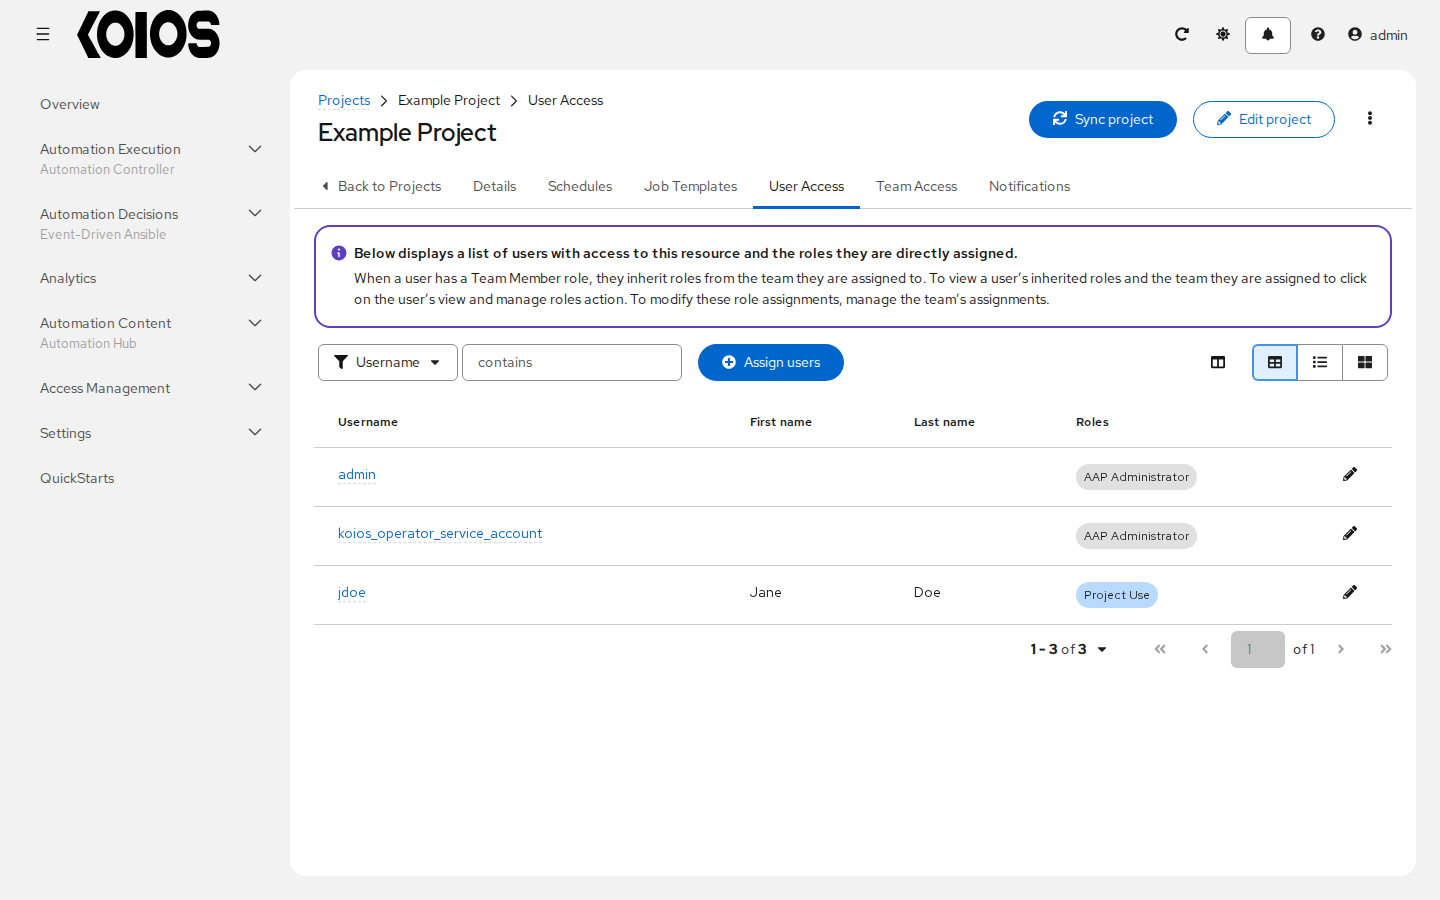 KOIOS
admin
Overview
Automation Execution
Automation Controller
Automation Decisions
Event-Driven Ansible
Analytics
Automation Content
Automation Hub
Access Management
Settings
QuickStarts
Projects Example Project User Access
Example Project
Sync project Edit project
Back to Projects Details Schedules Job Templates User Access Team Access Notifications
Below displays a list of users with access to this resource and the roles they are directly assigned.
When a user has a Team Member role, they inherit roles from the team they are assigned to. To view a user’s inherited roles and the team they are assigned to click
on the user’s view and manage roles action. To modify these role assignments, manage the team’s assignments.
Username contains Assign users
Username First name Last name Roles
admin AAP Administrator
koios_operator_service_account AAP Administrator
jdoe Jane Doe Project Use
1 - 3 of 3 1 of 1